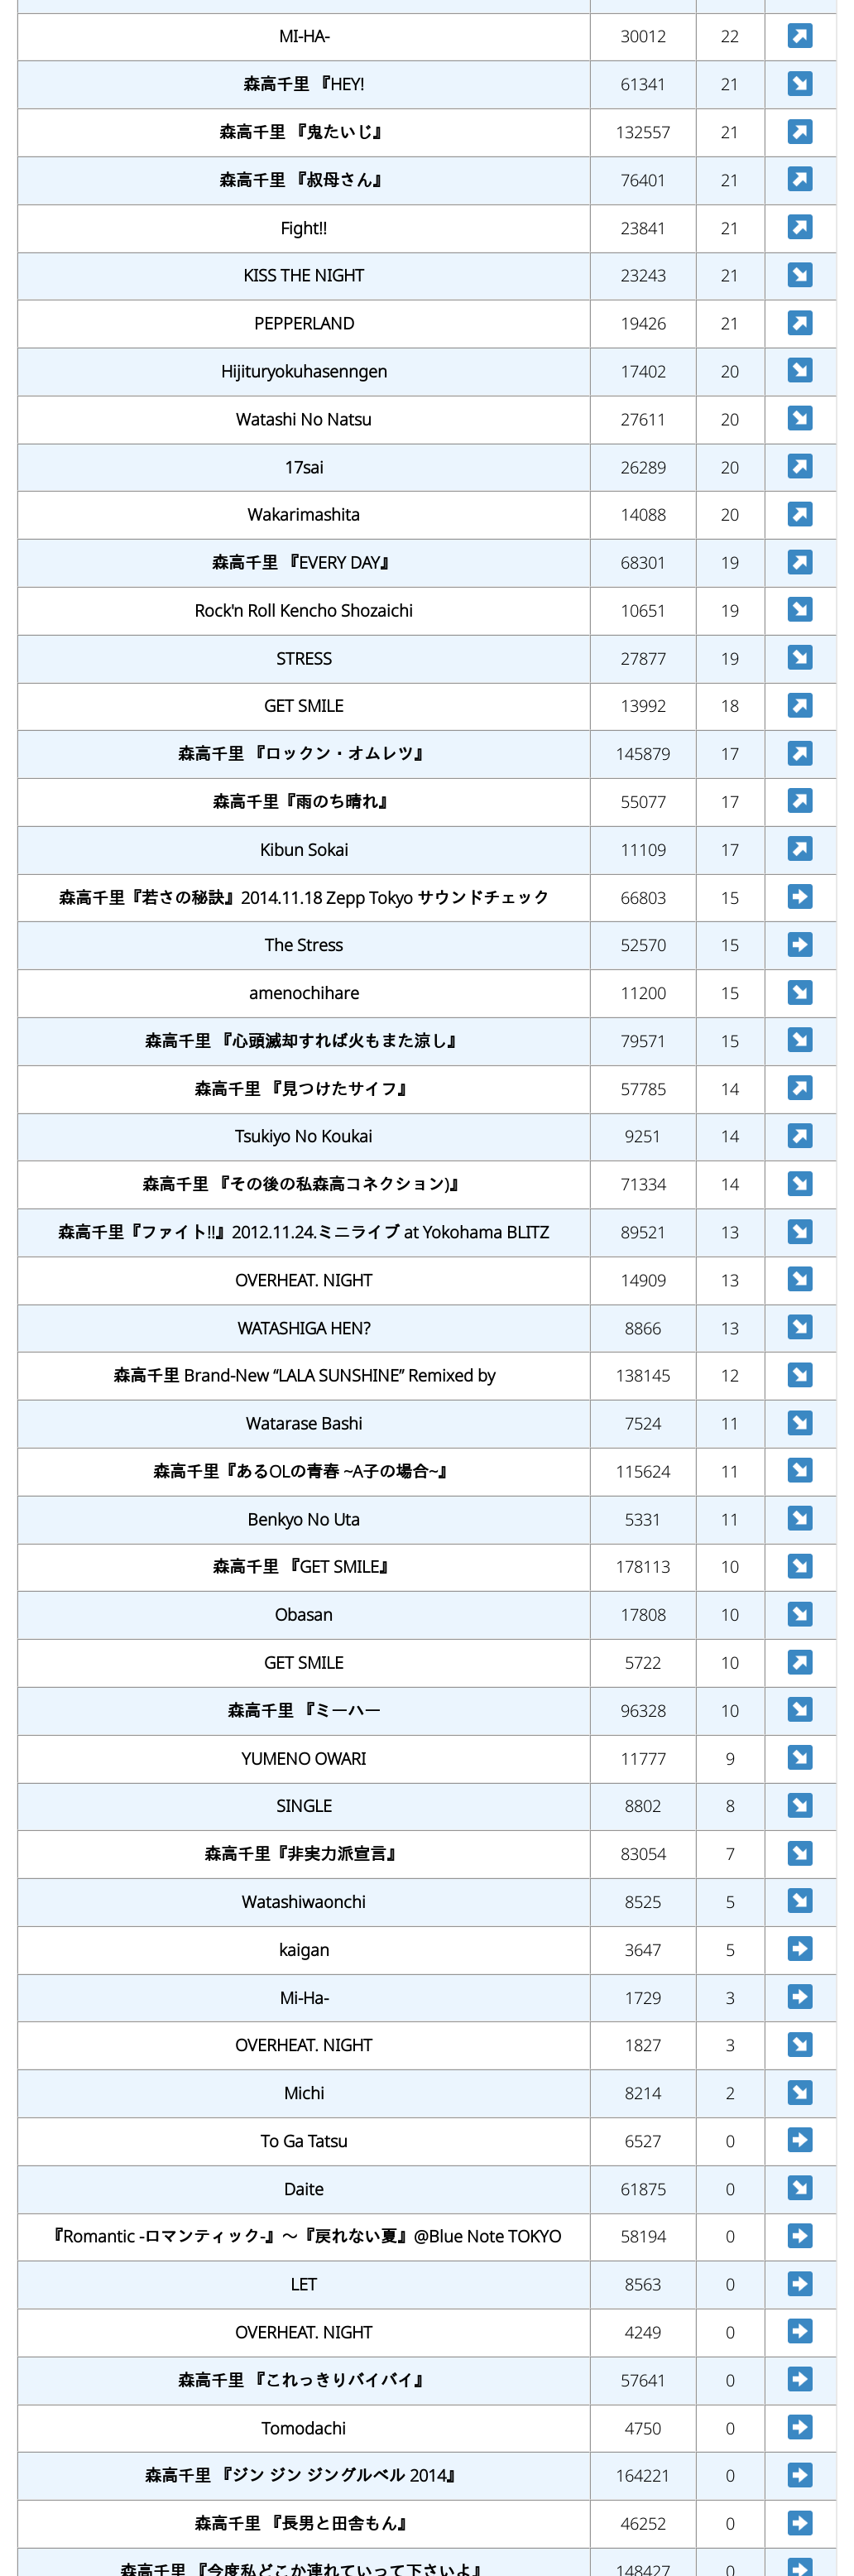 MI-HA- 30012 22
森高千里 『HEY! 61341 21
森高千里 『鬼たいじ』 132557 21
森高千里 『叔母さん』 76401 21
Fight!! 23841 21
KISS THE NIGHT 23243 21
PEPPERLAND 19426 21
Hijituryokuhasenngen 17402 20
Watashi No Natsu 27611 20
17sai 26289 20
Wakarimashita 14088 20
森高千里 『EVERY DAY』 68301 19
Rock'n Roll Kencho Shozaichi 10651 19
STRESS 27877 19
GET SMILE 13992 18
森高千里 『ロックン・オムレツ』 145879 17
森高千里『雨のち晴れ』 55077 17
Kibun Sokai 11109 17
森高千里『若さの秘訣』2014.11.18 Zepp Tokyo サウンドチェック 66803 15
The Stress 52570 15
amenochihare 11200 15
森高千里 『心頭滅却すれば火もまた涼し』 79571 15
森高千里 『見つけたサイフ』 57785 14
Tsukiyo No Koukai 9251 14
森高千里 『その後の私森高コネクション)』 71334 14
森高千里『ファイト!!』2012.11.24.ミニライブ at Yokohama BLITZ 89521 13
OVERHEAT. NIGHT 14909 13
WATASHIGA HEN? 8866 13
森高千里 Brand-New “LALA SUNSHINE” Remixed by 138145 12
Watarase Bashi 7524 11
森高千里『あるOLの青春 ~A子の場合~』 115624 11
Benkyo No Uta 5331 11
森高千里 『GET SMILE』 178113 10
Obasan 17808 10
GET SMILE 5722 10
森高千里 『ミーハー 96328 10
YUMENO OWARI 11777 9
SINGLE 8802 8
森高千里『非実力派宣言』 83054 7
Watashiwaonchi 8525 5
kaigan 3647 5
Mi-Ha- 1729 3
OVERHEAT. NIGHT 1827 3
Michi 8214 2
To Ga Tatsu 6527 0
Daite 61875 0
『Romantic -ロマンティック-』～『戻れない夏』@Blue Note TOKYO 58194 0
LET 8563 0
OVERHEAT. NIGHT 4249 0
森高千里 『これっきりバイバイ』 57641 0
Tomodachi 4750 0
森高千里 『ジン ジン ジングルベル 2014』 164221 0
森高千里 『長男と田舎もん』 46252 0
森高千里 『今度私どこか連れていって下さいよ』 148427 0